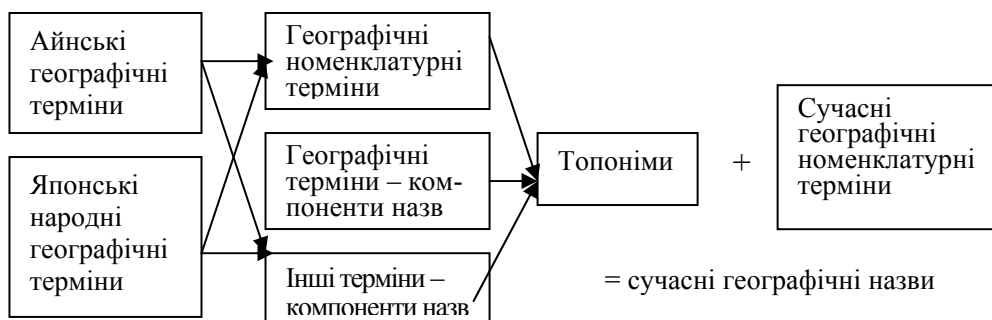 Айнські
географічні
терміни
Японські
народні
географічні
терміни
Географічні
номенклатурні
терміни
Географічні
терміни – ком-
поненти назв
Інші терміни –
компоненти назв
Топоніми
+
Сучасні
географічні
номенклатурні
терміни
= сучасні географічні назви